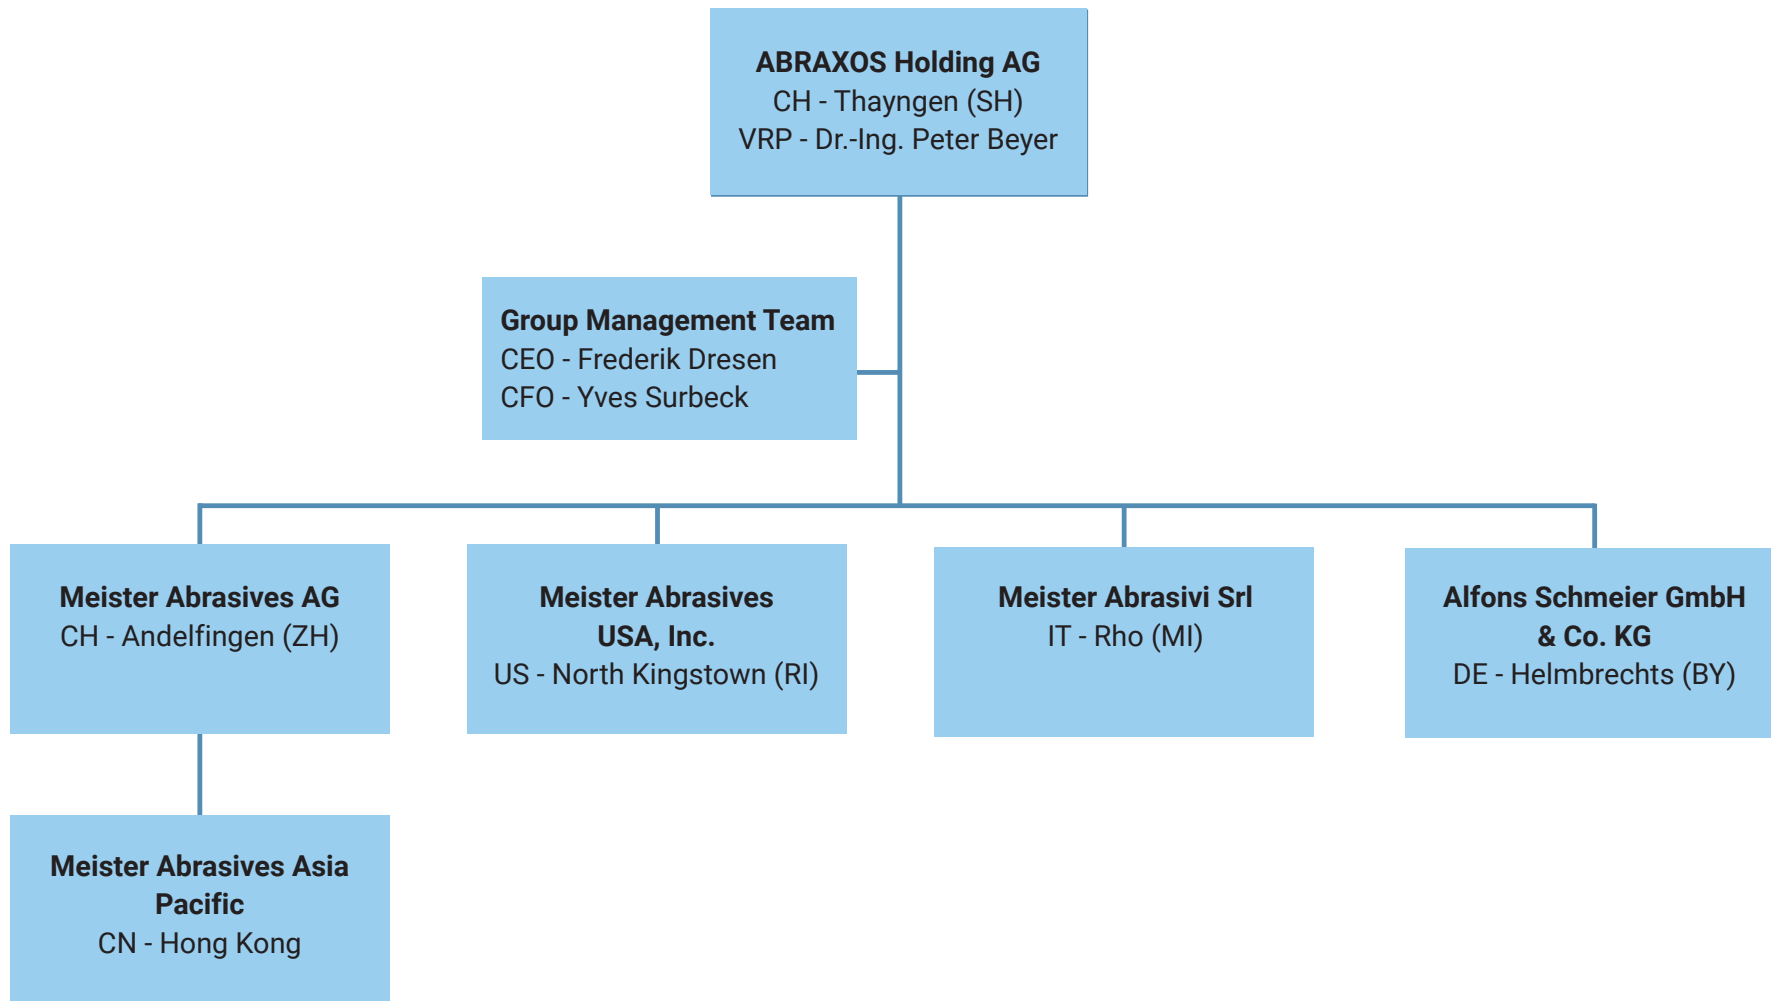 ABRAXOS Holding AG
CH - Thayngen (SH)
VRP - Dr.-Ing. Peter Beyer
Group Management Team
CEO - Frederik Dresen
CFO - Yves Surbeck
Meister Abrasives AG
CH - Andelfingen (ZH)
Meister Abrasives
USA, Inc.
US - North Kingstown (RI)
Meister Abrasivi Srl
IT - Rho (MI)
Alfons Schmeier GmbH
& Co. KG
DE - Helmbrechts (BY)
Meister Abrasives Asia
Pacific
CN - Hong Kong